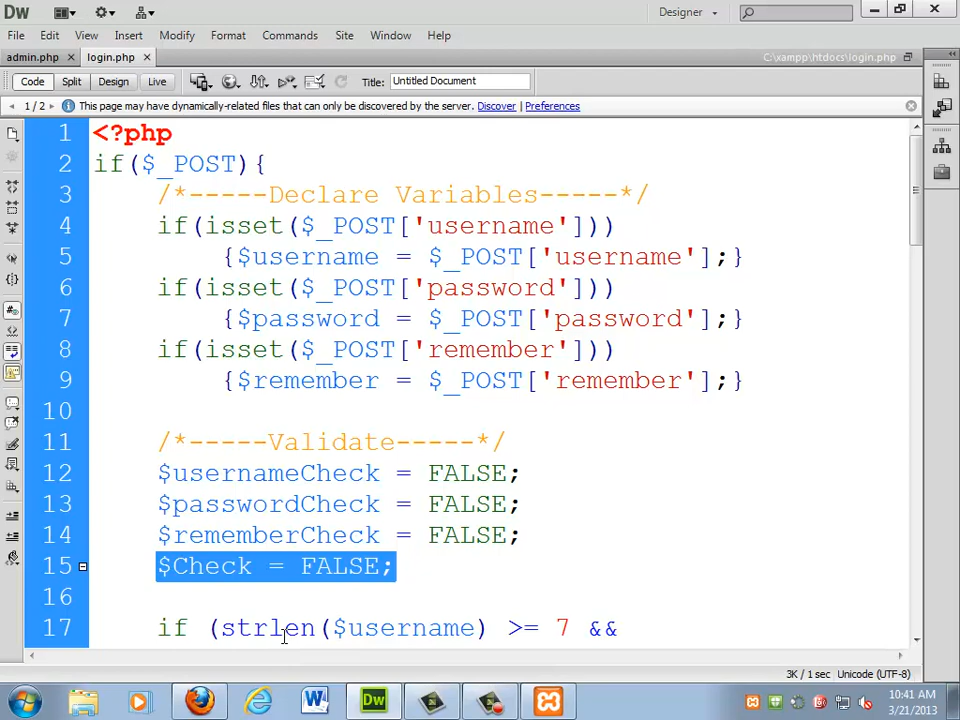 Dw
Designer
File Edit View Insert Modify Format Commands Site Window Help
admin.php × login.php ×
C:\xampp\htdocs\login.php
Code Split Design Live Title: Untitled Document
1 / 2 This page may have dynamically-related files that can only be discovered by the server. Discover | Preferences
1 <?php
2 if($_POST){
3 /*-----Declare Variables-----*/
4 if(isset($_POST['username']))
5 {$username = $_POST['username'];}
6 if(isset($_POST['password']))
7 {$password = $_POST['password'];}
8 if(isset($_POST['remember']))
9 {$remember = $_POST['remember'];}
10
11 /*-----Validate-----*/
12 $usernameCheck = FALSE;
13 $passwordCheck = FALSE;
14 $rememberCheck = FALSE;
15 $Check = FALSE;
16
17 if (strlen($username) >= 7 &&
3K / 1 sec Unicode (UTF-8)
W Dw
10:41 AM
3/21/2013